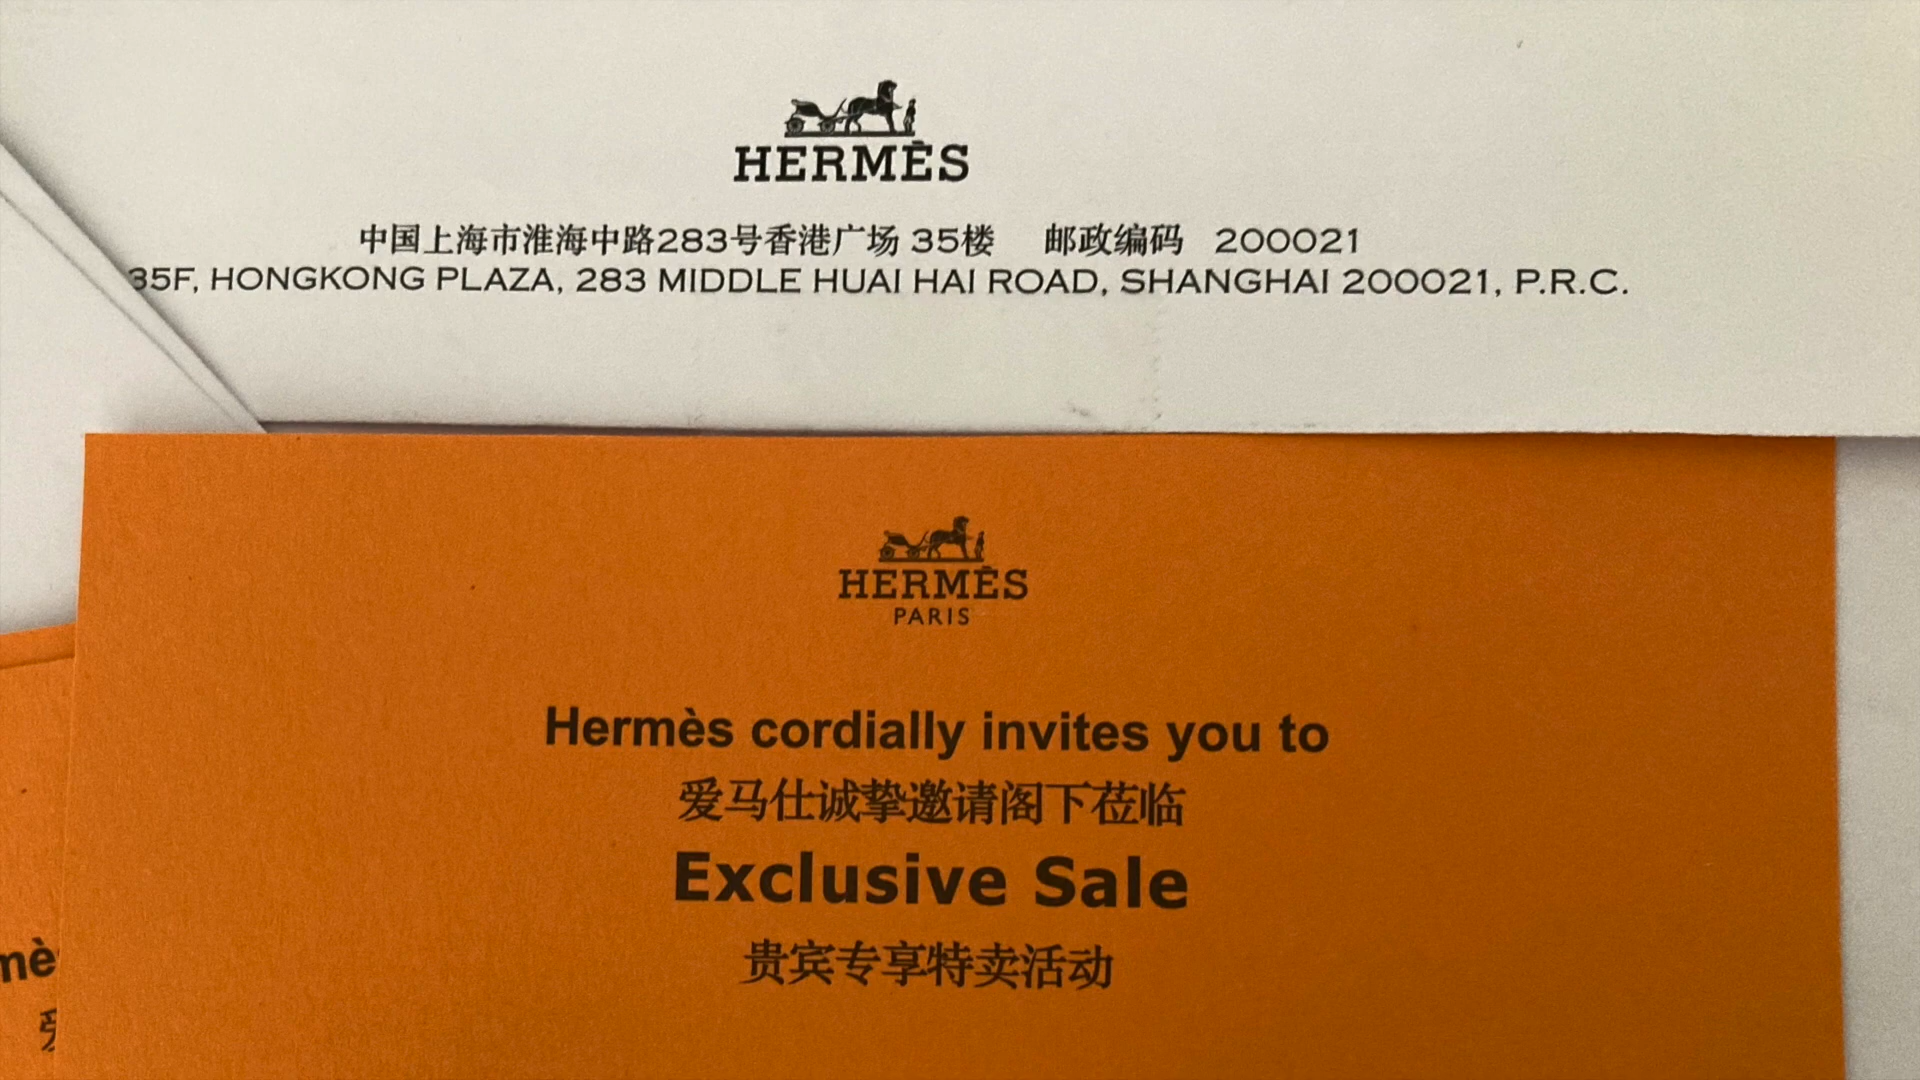 HERMÈS
中国上海市淮海中路283号香港广场 35楼 邮政编码 200021
35F, HONGKONG PLAZA, 283 MIDDLE HUAI HAI ROAD, SHANGHAI 200021, P.R.C.
HERMÈS
PARIS
Hermès cordially invites you to
爱马仕诚挚邀请阁下莅临
Exclusive Sale
贵宾专享特卖活动
mè